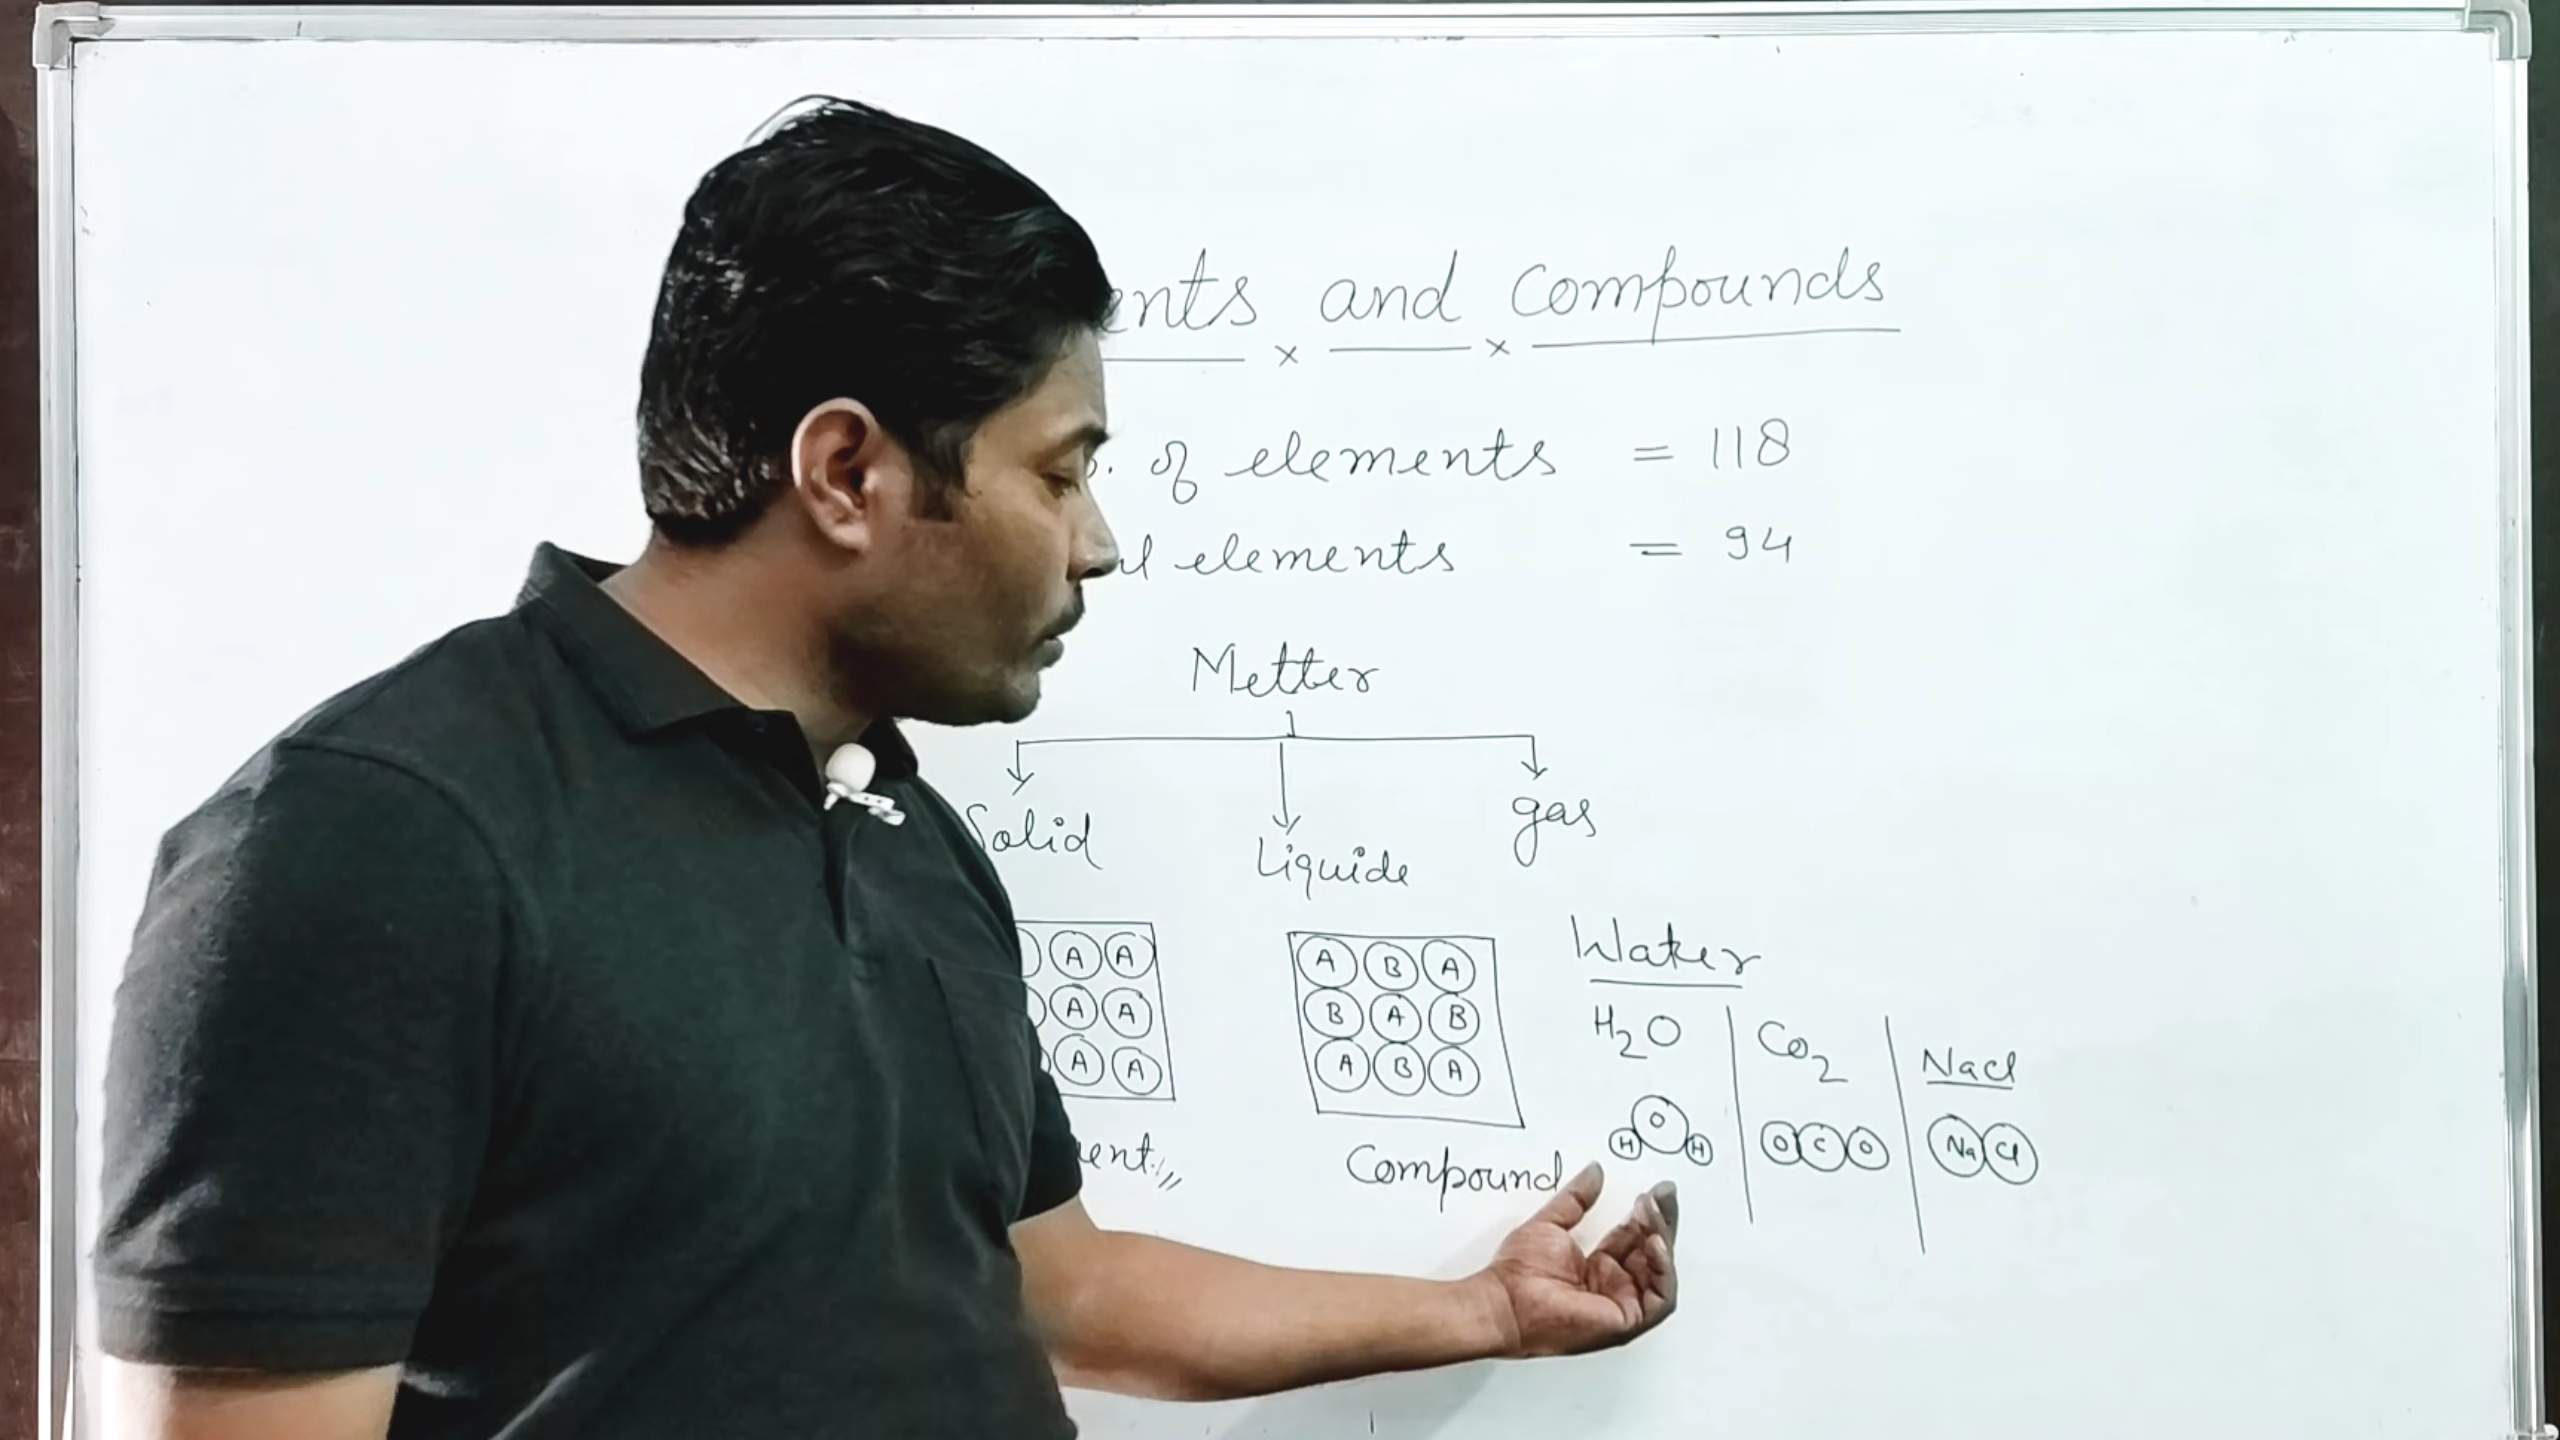 ents and Compounds
. of elements = 118
al elements = 94
Metter
Solid Liquide gas
A A
A A
A A
A B A
B A B
A B A
ent.
Compound
Water
H2O
Co2
NaCl
H O H
O C O
Na Cl